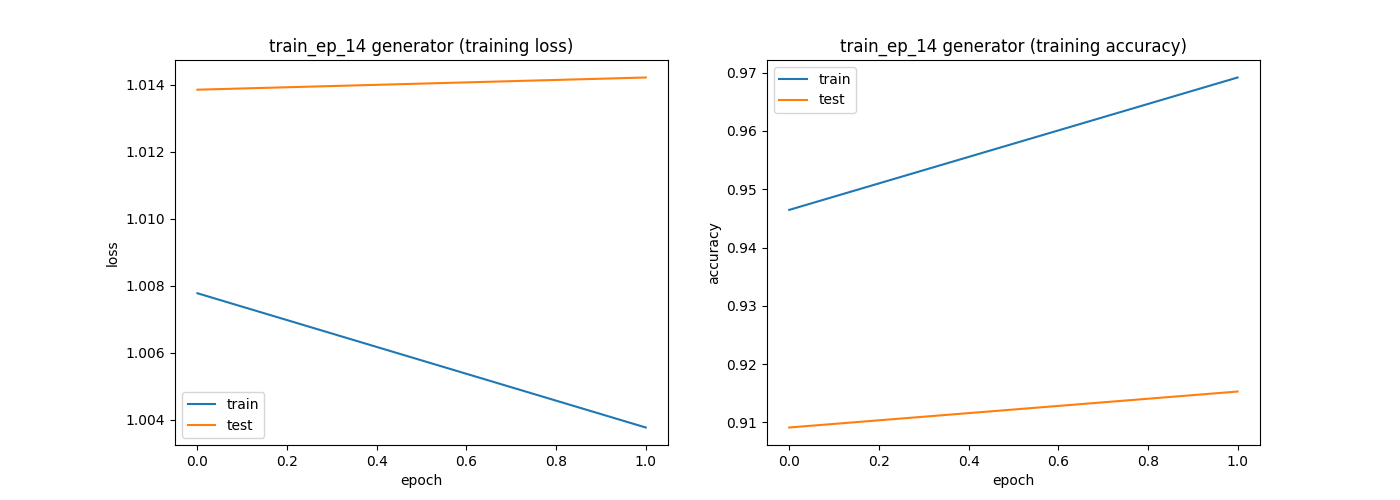 train_ep_14 generator (training loss)
1.014
1.012
1.010
1.008
1.006
1.004
loss
train
test
0.0 0.2 0.4 0.6 0.8 1.0
epoch
train_ep_14 generator (training accuracy)
train
test
0.97
0.96
0.95
0.94
0.93
0.92
0.91
accuracy
0.0 0.2 0.4 0.6 0.8 1.0
epoch